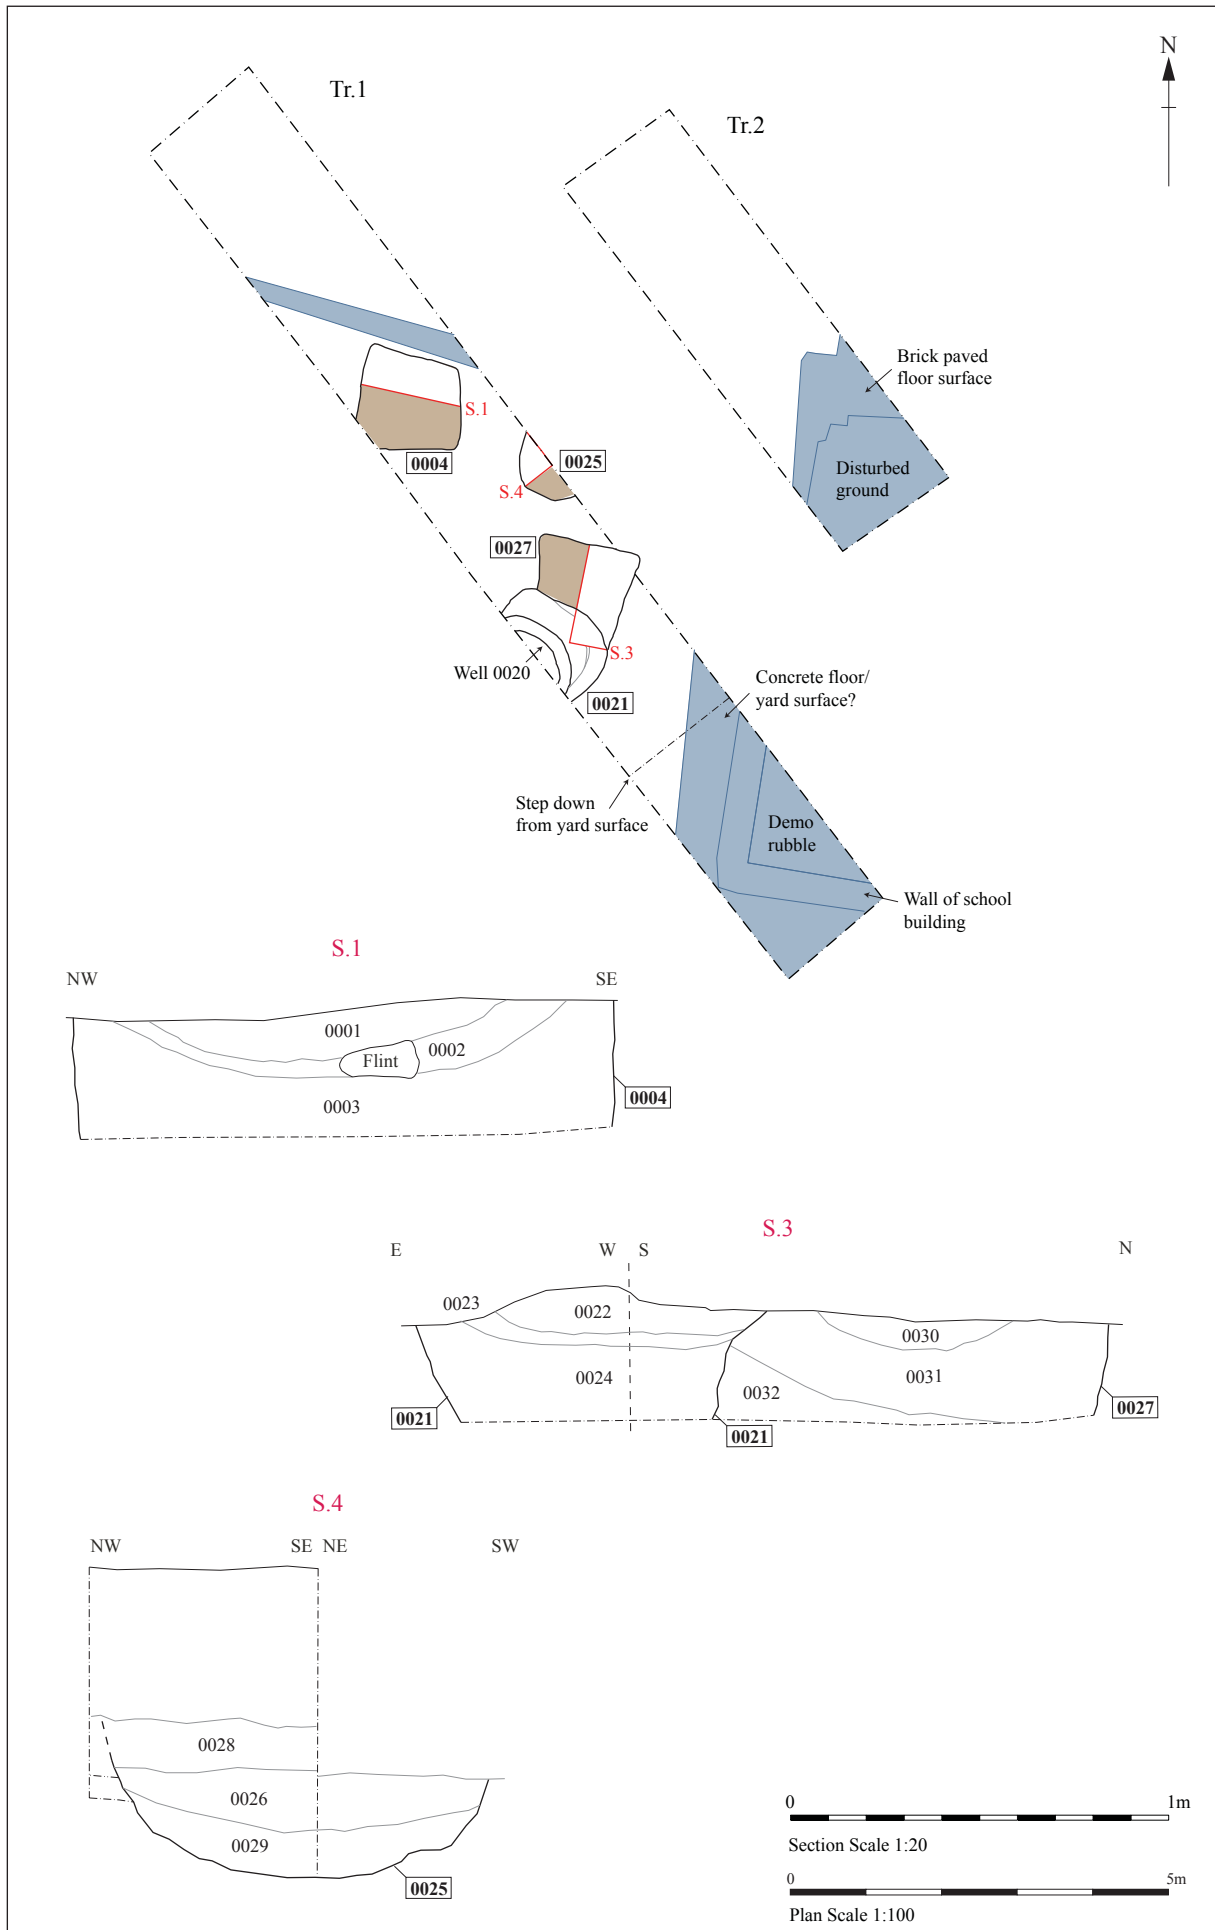 N
Tr.1
Tr.2
Brick paved
floor surface
S.1
0004
0025
S.4
Disturbed
ground
0027
Well 0020
S.3
0021
Concrete floor/
yard surface?
Step down
from yard surface
Demo
rubble
Wall of school
building
S.1
NW
SE
0001
0002
Flint
0003
0004
S.3
E
W
S
N
0023
0022
0030
0024
0031
0032
0021
0021
0027
S.4
NW
SE
NE
SW
0028
0026
0029
0025
0
1m
Section Scale 1:20
0
5m
Plan Scale 1:100